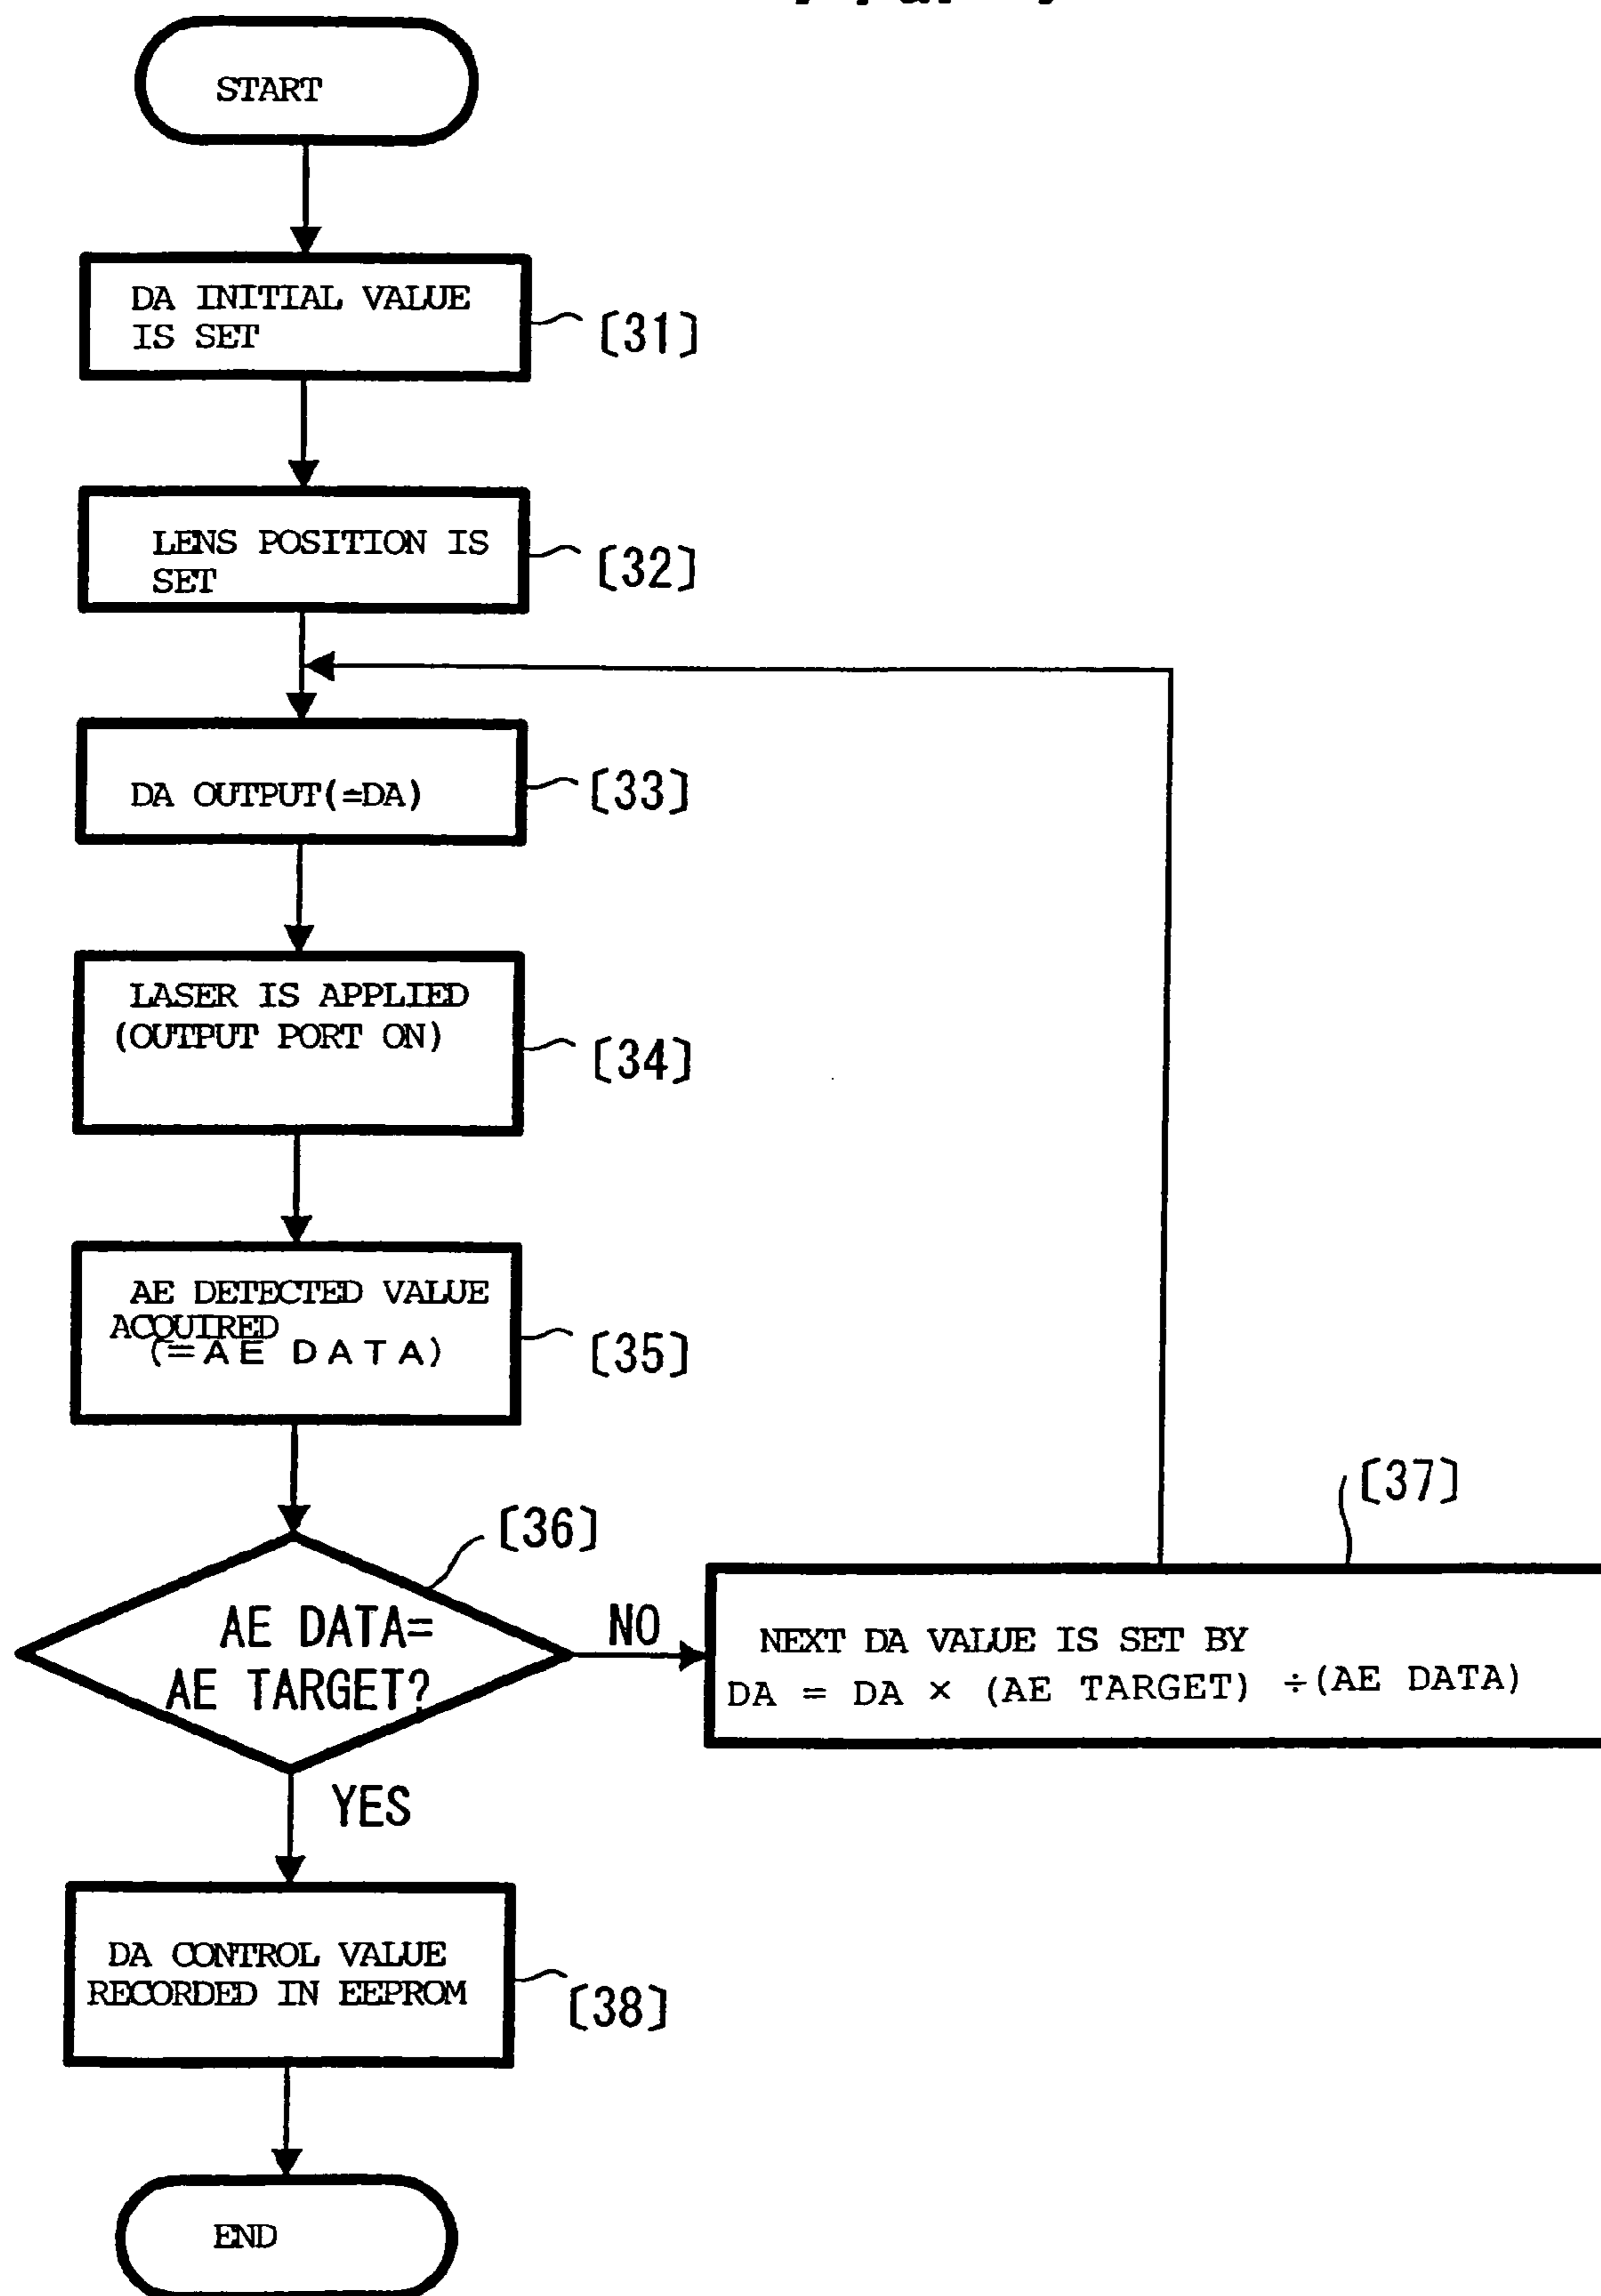 START
DA INITIAL VALUE
IS SET
[31]
LENS POSITION IS
SET
[32]
DA OUTPUT(=DA)
[33]
LASER IS APPLIED
(OUTPUT PORT ON)
[34]
AE DETECTED VALUE
ACQUIRED
(=AE DATA)
[35]
[36]
AE DATA=
AE TARGET?
NO
[37]
NEXT DA VALUE IS SET BY
DA = DA × (AE TARGET) ÷(AE DATA)
YES
DA CONTROL VALUE
RECORDED IN EEPROM
[38]
END